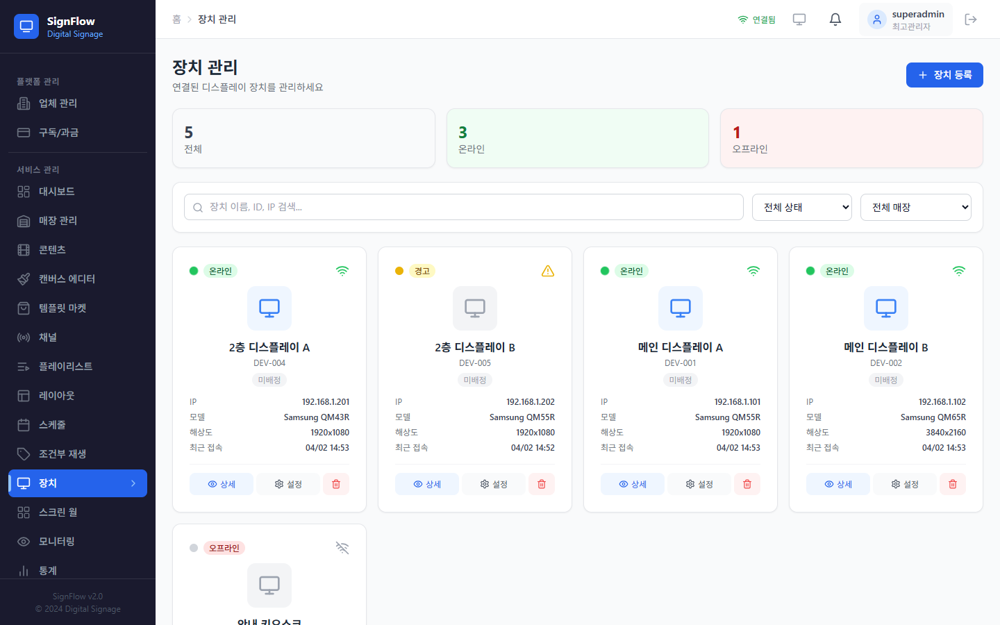 SignFlow
Digital Signage
플랫폼 관리
업체 관리
구독/과금
서비스 관리
대시보드
매장 관리
콘텐츠
캔버스 에디터
템플릿 마켓
채널
플레이리스트
레이아웃
스케줄
조건부 재생
장치
스크린 월
모니터링
통계
SignFlow v2.0
© 2024 Digital Signage
홈 장치 관리
연결됨
superadmin
최고관리자
장치 관리
연결된 디스플레이 장치를 관리하세요
장치 등록
5
전체
3
온라인
1
오프라인
장치 이름, ID, IP 검색...
전체 상태
전체 매장
온라인
2층 디스플레이 A
DEV-004
미배정
IP 192.168.1.201
모델 Samsung QM43R
해상도 1920x1080
최근 접속 04/02 14:53
상세 설정
경고
2층 디스플레이 B
DEV-005
미배정
IP 192.168.1.202
모델 Samsung QM55R
해상도 1920x1080
최근 접속 04/02 14:52
상세 설정
온라인
메인 디스플레이 A
DEV-001
미배정
IP 192.168.1.101
모델 Samsung QM55R
해상도 1920x1080
최근 접속 04/02 14:53
상세 설정
온라인
메인 디스플레이 B
DEV-002
미배정
IP 192.168.1.102
모델 Samsung QM65R
해상도 3840x2160
최근 접속 04/02 14:53
상세 설정
오프라인
안내 키오스크